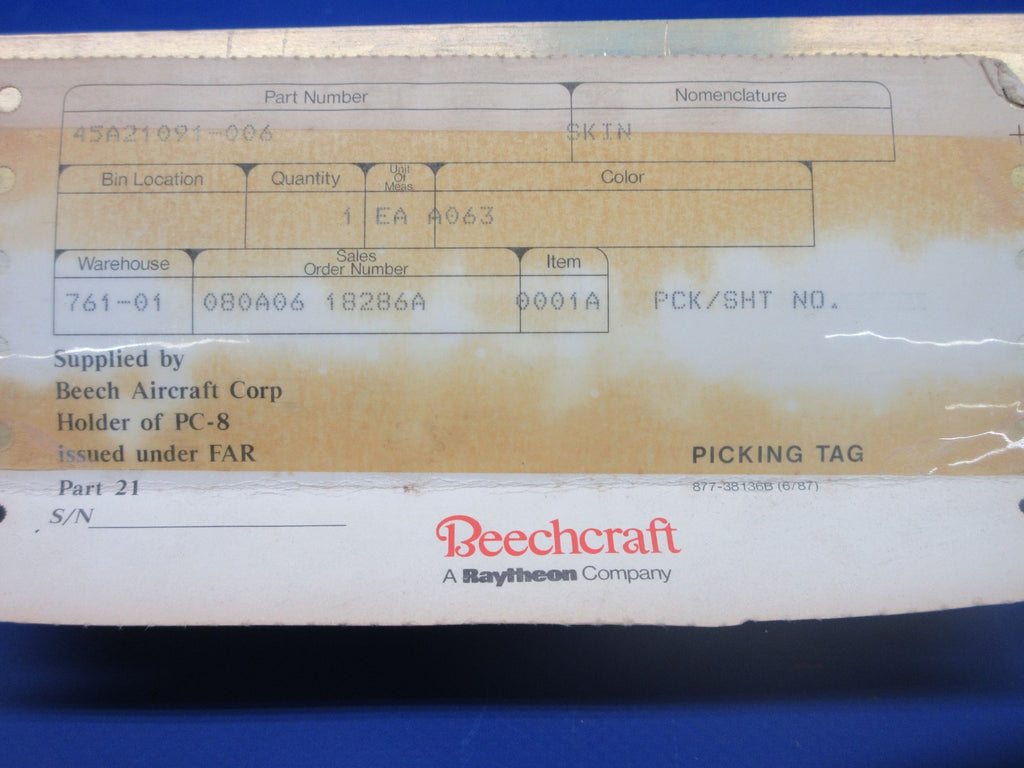 Part Number Nomenclature
45A21091-006 SKIN
Bin Location Quantity Unit Of Meas. Color
1 EA A063
Warehouse Sales Order Number Item
761-01 080A06 18286A 0001A PCK/SHT NO.
Supplied by
Beech Aircraft Corp
Holder of PC-8
issued under FAR
Part 21
S/N
PICKING TAG
877-38136B (6/87)
Beechcraft
A Raytheon Company